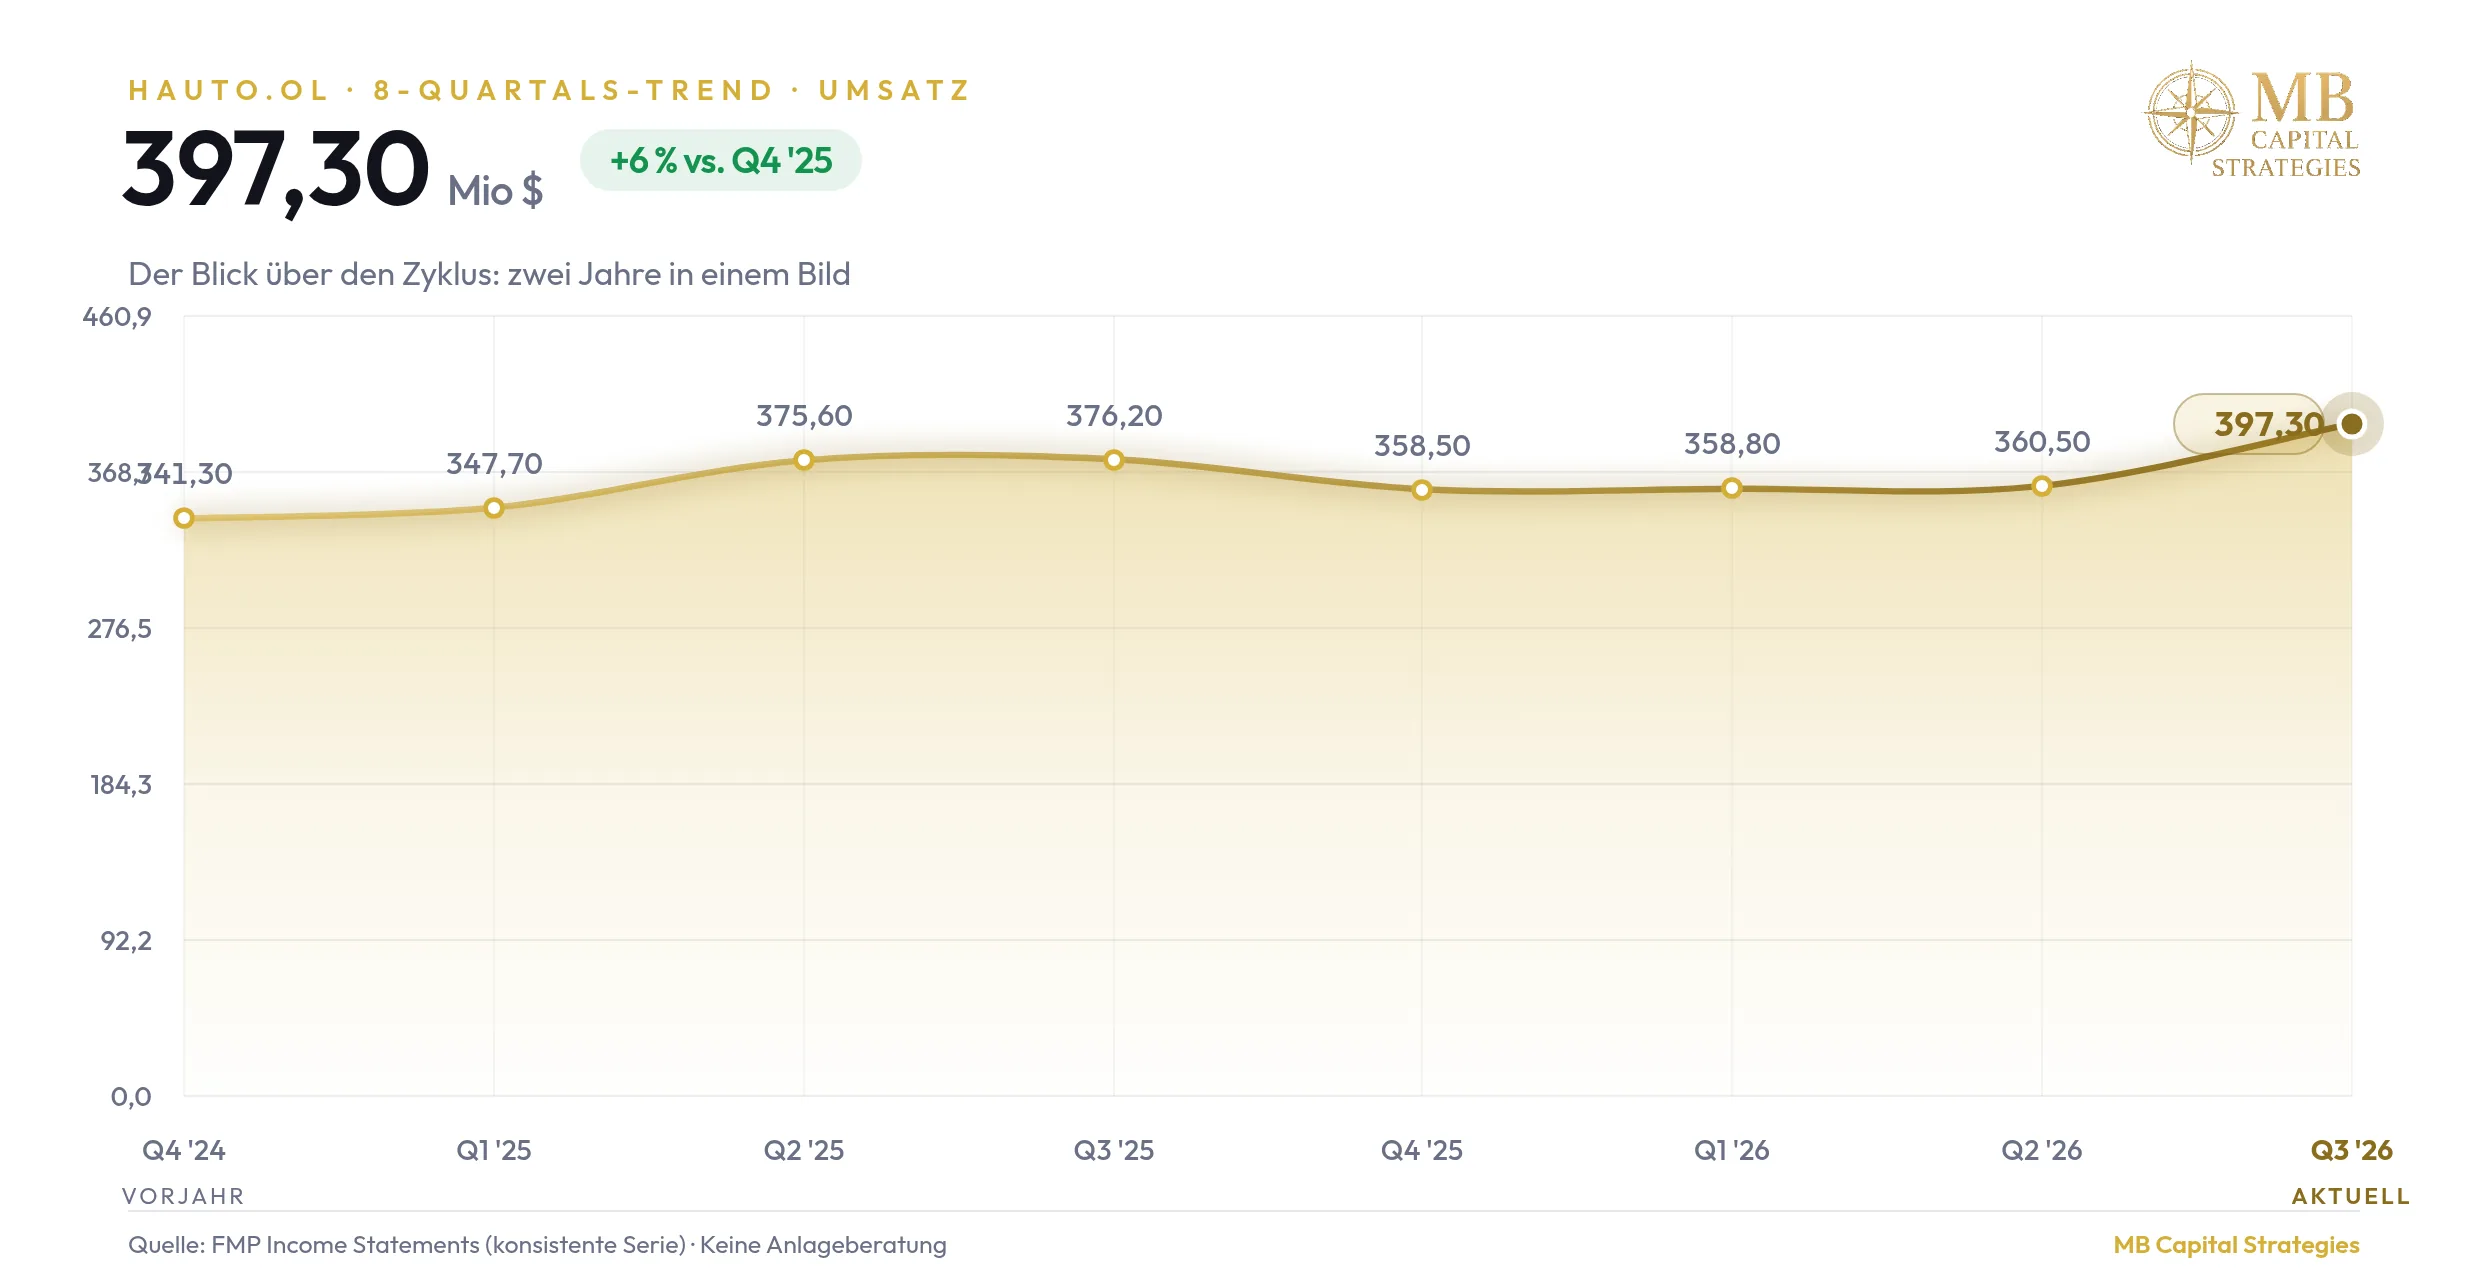 HAUTO.OL · 8-QUARTALS-TREND · UMSATZ
MB
CAPITAL
STRATEGIES
397,30 Mio $ +6 % vs. Q4 '25
Der Blick über den Zyklus: zwei Jahre in einem Bild
460,9
375,60 376,20 397,30
347,70 358,50 358,80 360,50
368,7 341,30
276,5
184,3
92,2
0,0
Q4 '24 Q1 '25 Q2 '25 Q3 '25 Q4 '25 Q1 '26 Q2 '26 Q3 '26
VORJAHR AKTUELL
Quelle: FMP Income Statements (konsistente Serie) · Keine Anlageberatung MB Capital Strategies